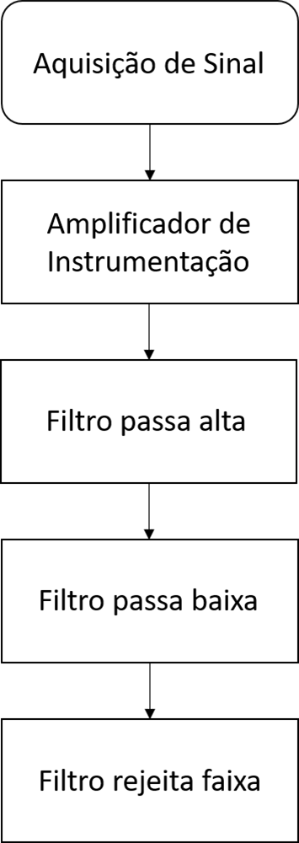 Aquisição de Sinal
Amplificador de
Instrumentação
Filtro passa alta
Filtro passa baixa
Filtro rejeita faixa